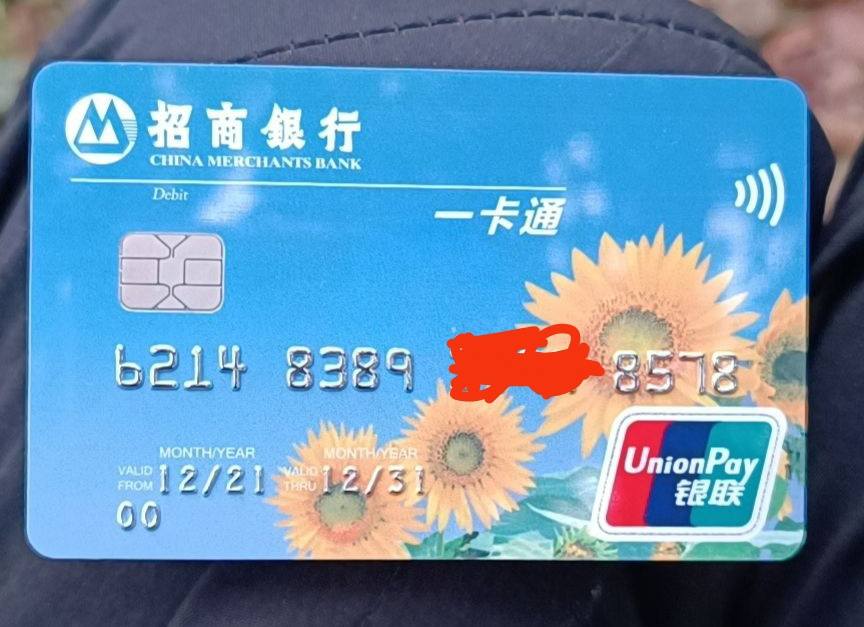 招商銀行
CHINA MERCHANTS BANK
Debit
一卡通
6214 8389 8578
MONTH/YEAR MONTH/YEAR
VALID FROM 12/21 VALID THRU 12/31
00
UnionPay
银联